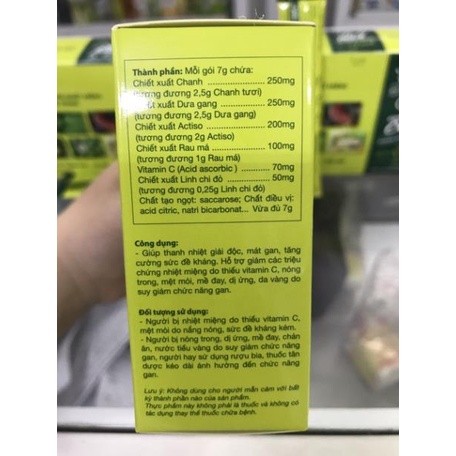 Thành phần: Mỗi gói 7g chứa:
Chiết xuất Chanh ................ 250mg
(tương đương 2,5g Chanh tươi)
Chiết xuất Dưa gang ............ 250mg
(tương đương 2,5g Dưa gang)
Chiết xuất Actiso ................ 200mg
(tương đương 2g Actiso)
Chiết xuất Rau má .............. 100mg
(tương đương 1g Rau má)
Vitamin C (Acid ascorbic ) ........ 70mg
Chiết xuất Linh chi đỏ ............ 50mg
(tương đương 0,25g Linh chi đỏ)
Chất tạo ngọt: saccarose; Chất điều vị:
acid citric, natri bicarbonat... Vừa đủ 7g
Công dụng:
- Giúp thanh nhiệt giải độc, mát gan, tăng
cường sức đề kháng. Hỗ trợ giảm các triệu
chứng nhiệt miệng do thiếu vitamin C, nóng
trong, mệt mỏi, mề day, dị ứng, da vàng do
suy giảm chức năng gan.
Đối tượng sử dụng:
- Người bị nhiệt miệng do thiếu vitamin C,
mệt mỏi do nắng nóng, sức đề kháng kém.
- Người bị nóng trong, dị ứng, mề đay, chán
ăn, nước tiểu vàng do suy giảm chức năng
gan, người hay sử dụng rượu bia, thuốc tân
dược kéo dài ảnh hưởng đến chức năng
gan.
Lưu ý: Không dùng cho người mẫn cảm với bất
kỳ thành phần nào của sản phẩm.
Thực phẩm này không phải là thuốc và không có
tác dụng thay thế thuốc chữa bệnh.